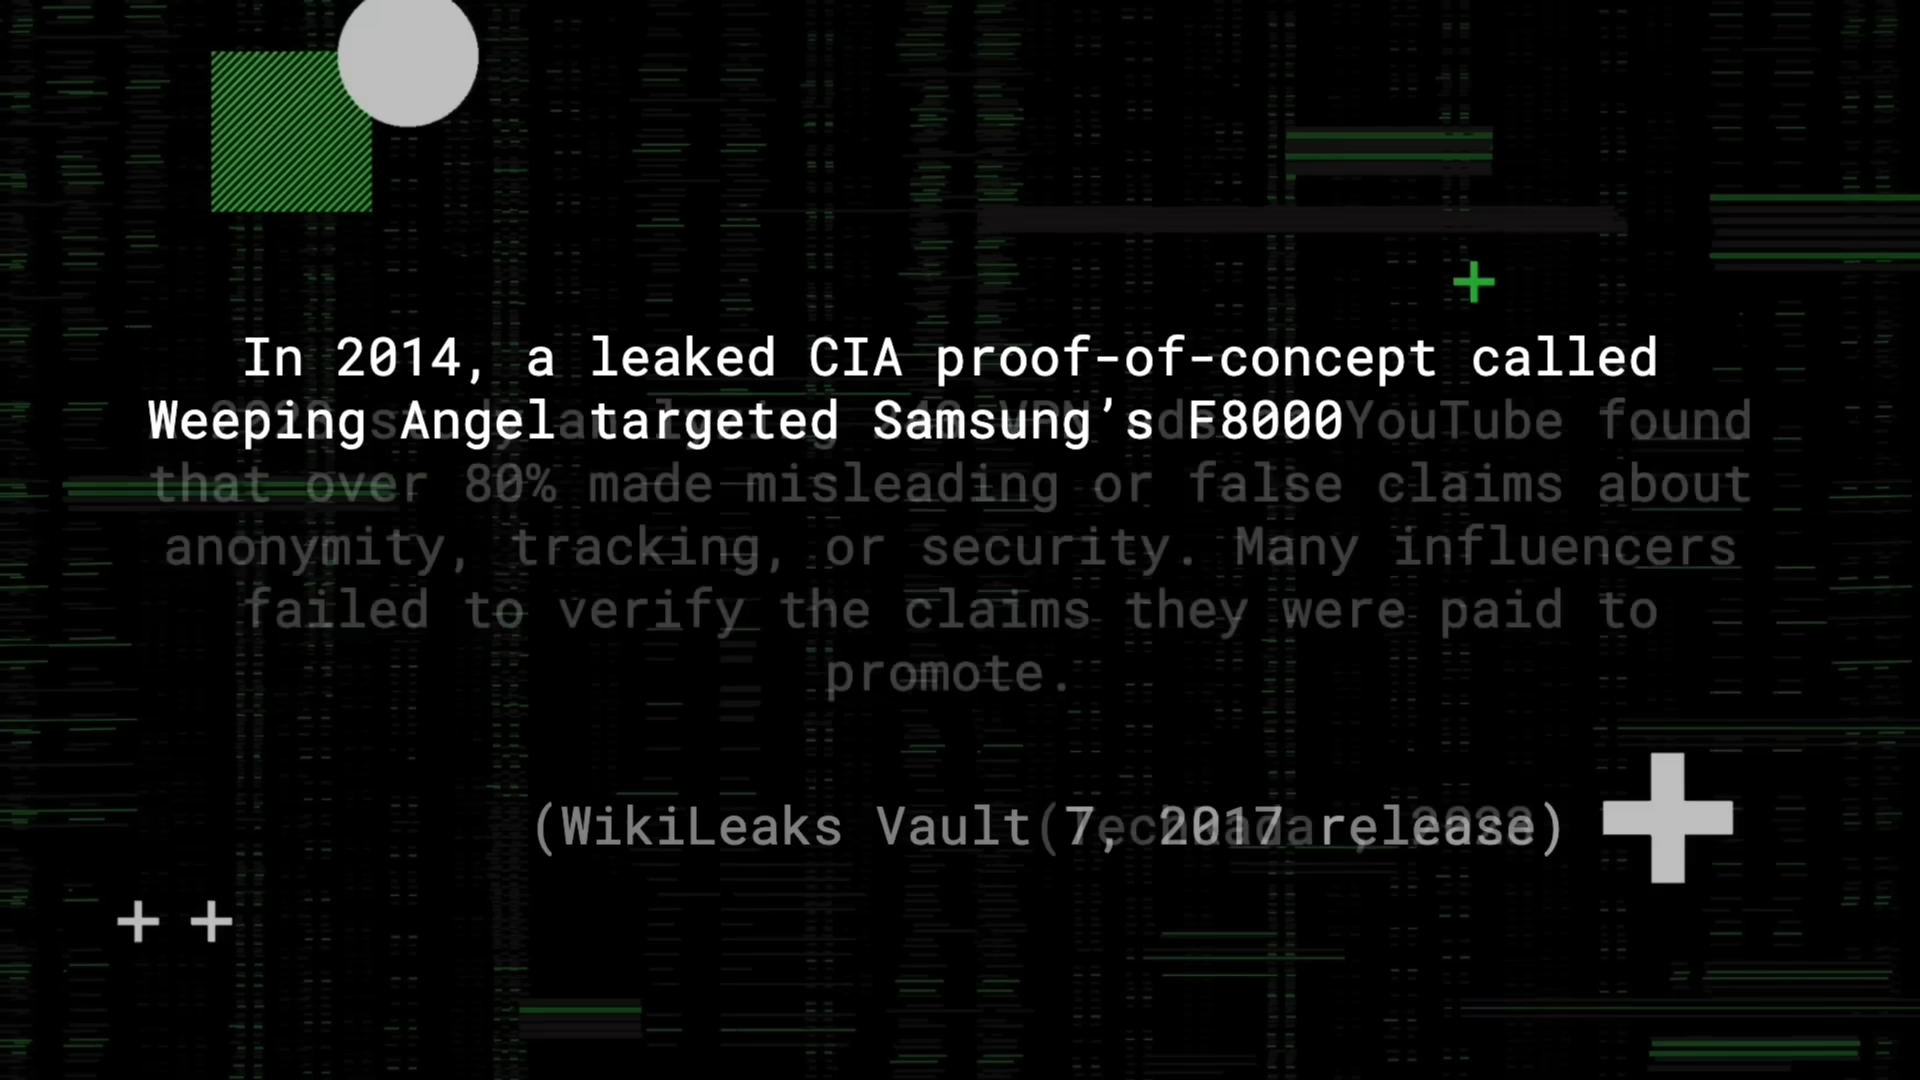 In 2014, a leaked CIA proof-of-concept called
Weeping Angel targeted Samsung’s F8000
YouTube found
that over 80% made misleading or false claims about
anonymity, tracking, or security. Many influencers
failed to verify the claims they were paid to
promote.
(WikiLeaks Vault 7, 2017 release)